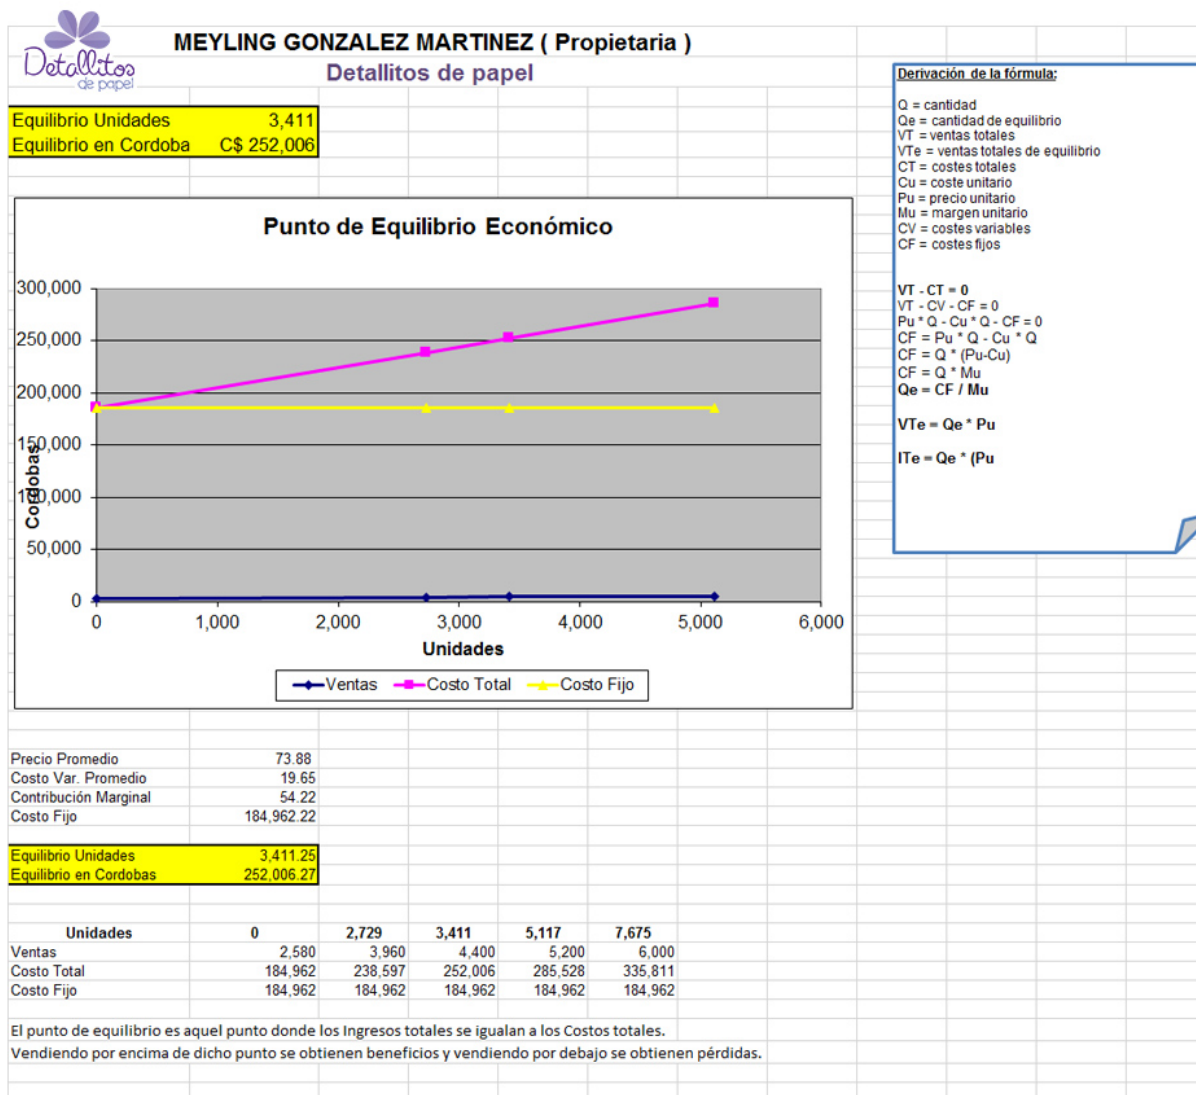 Detallitos
de papel
MEYLING GONZALEZ MARTINEZ ( Propietaria )
Detallitos de papel
Equilibrio Unidades 3,411
Equilibrio en Cordoba C$ 252,006
Punto de Equilibrio Económico
300,000
250,000
200,000
150,000
100,000
50,000
0
Cordobas
0 1,000 2,000 3,000 4,000 5,000 6,000
Unidades
Ventas Costo Total Costo Fijo
Derivación de la fórmula:
Q = cantidad
Qe = cantidad de equilibrio
VT = ventas totales
VTe = ventas totales de equilibrio
CT = costes totales
Cu = coste unitario
Pu = precio unitario
Mu = margen unitario
CV = costes variables
CF = costes fijos
VT - CT = 0
VT - CV - CF = 0
Pu * Q - Cu * Q - CF = 0
CF = Pu * Q - Cu * Q
CF = Q * (Pu-Cu)
CF = Q * Mu
Qe = CF / Mu
VTe = Qe * Pu
ITe = Qe * (Pu
Precio Promedio 73.88
Costo Var. Promedio 19.65
Contribución Marginal 54.22
Costo Fijo 184,962.22
Equilibrio Unidades 3,411.25
Equilibrio en Cordobas 252,006.27
Unidades 0 2,729 3,411 5,117 7,675
Ventas 2,580 3,960 4,400 5,200 6,000
Costo Total 184,962 238,597 252,006 285,528 335,811
Costo Fijo 184,962 184,962 184,962 184,962 184,962
El punto de equilibrio es aquel punto donde los Ingresos totales se igualan a los Costos totales.
Vendiendo por encima de dicho punto se obtienen beneficios y vendiendo por debajo se obtienen pérdidas.